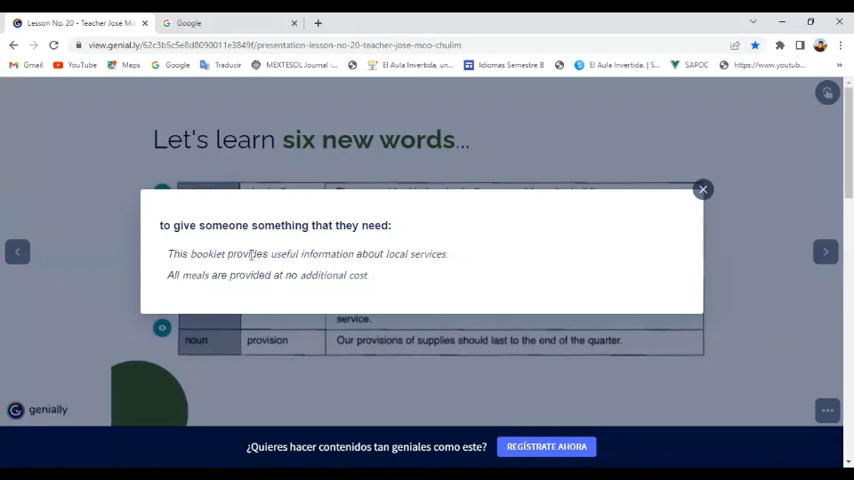 Lesson No. 20 - Teacher José Mo
Google
view.genial.ly/62c3b5c5e8d8090011e3849f/presentation-lesson-no-20-teacher-jose-moo-chulim
Gmail YouTube Maps Google Traducir MEXTESOL Journal :... El Aula Invertida, un... Idiomas Semestre B El Aula Invertida. | S... SAPOC https://www.youtub...
Let's learn six new words...
to give someone something that they need:
This booklet provides useful information about local services.
All meals are provided at no additional cost.
service.
noun provision Our provisions of supplies should last to the end of the quarter.
genially
¿Quieres hacer contenidos tan geniales como este? REGÍSTRATE AHORA